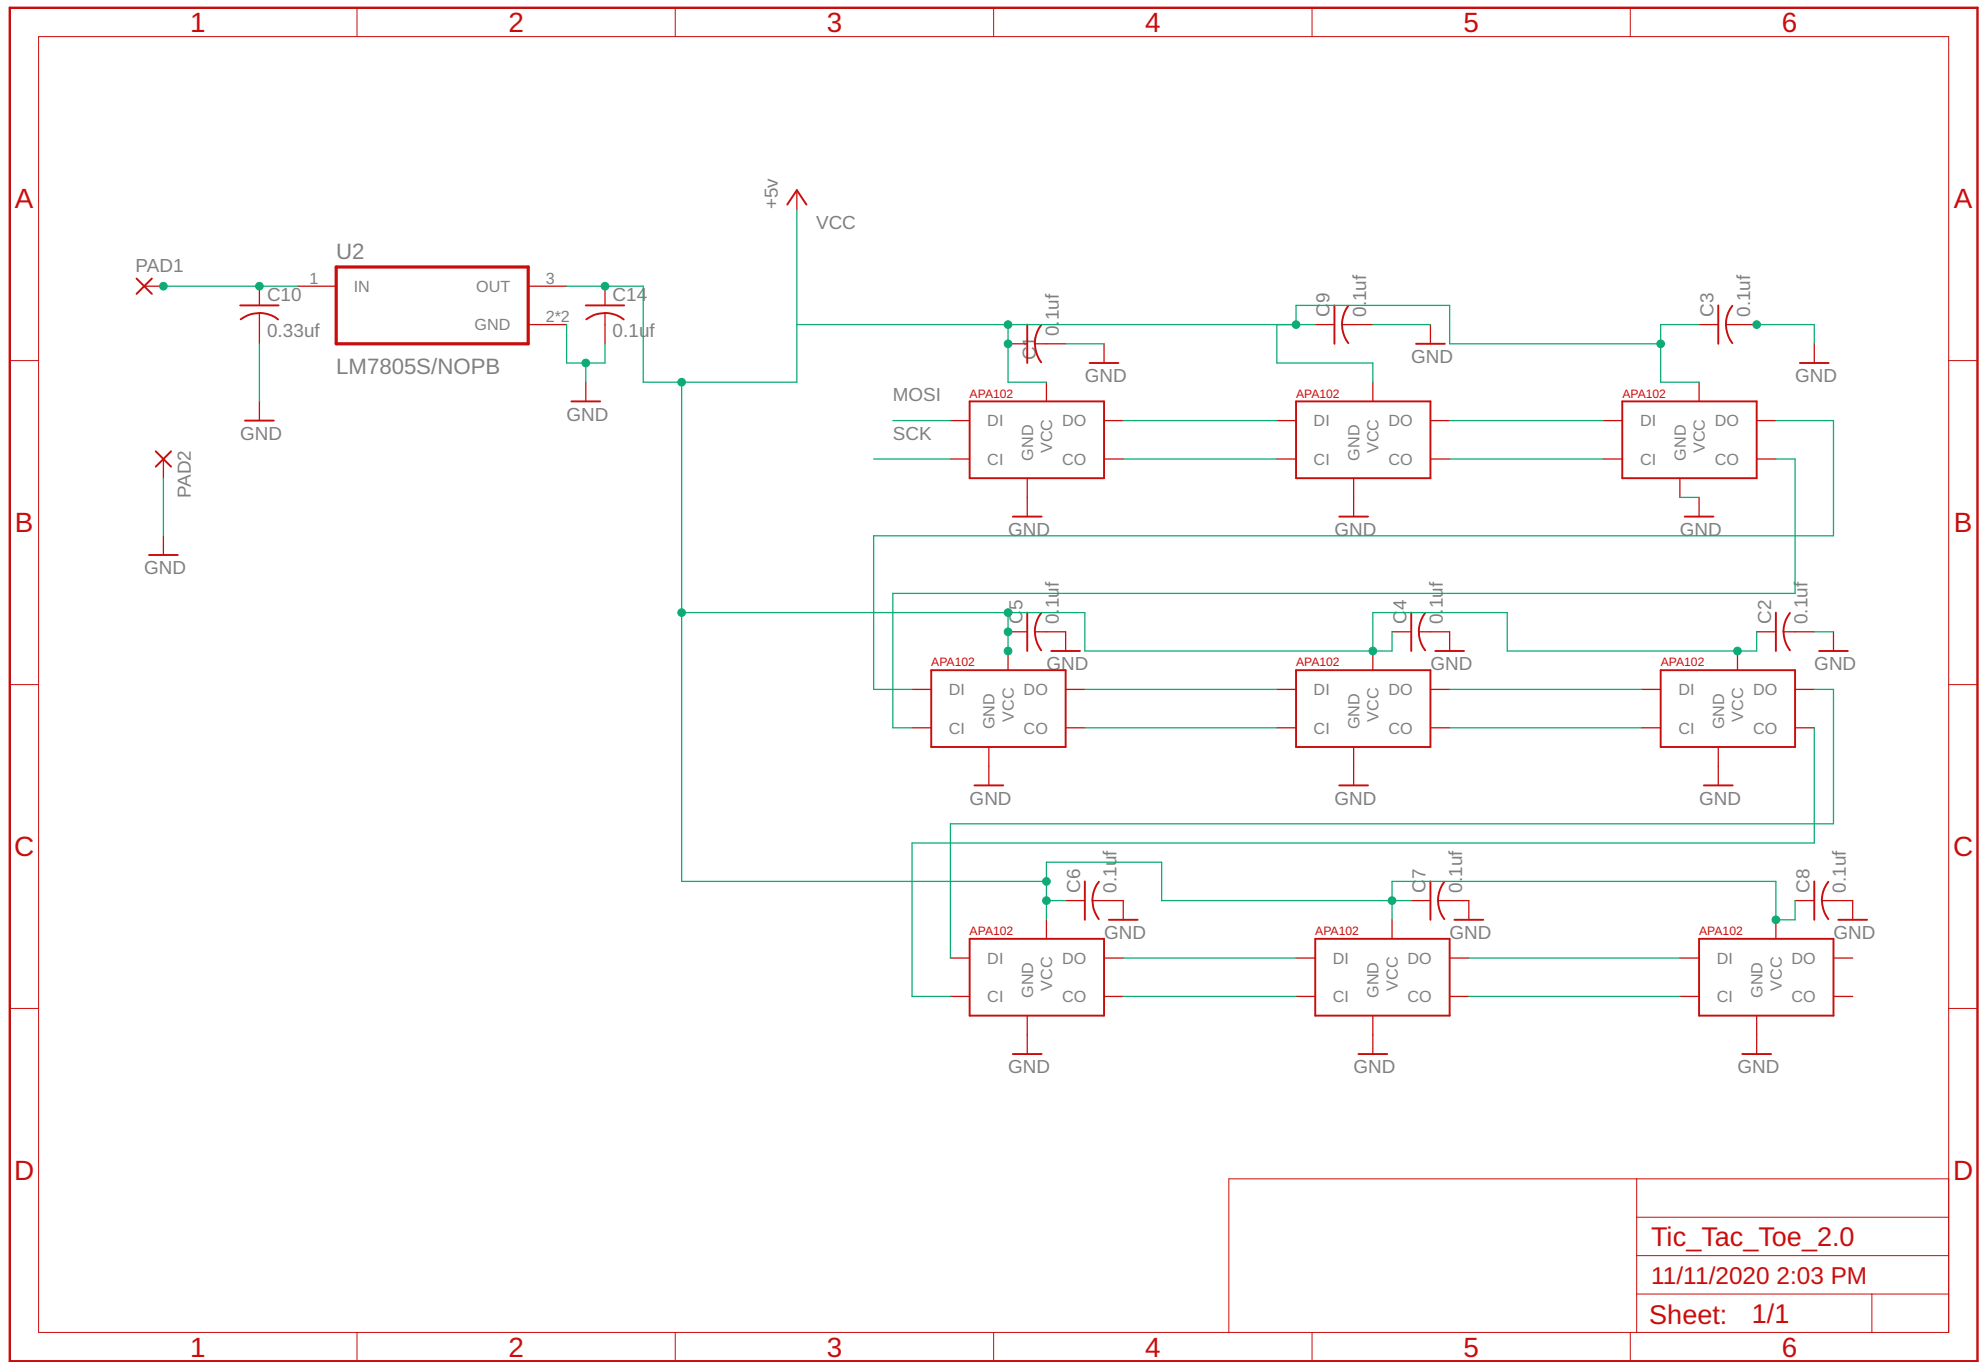 1 2 3 4 5 6
A A
+5v
VCC
U2
PAD1
1 IN OUT 3
C10
0.33uf
GND 2*2
C14
0.1uf
LM7805S/NOPB
GND
GND
PAD2
GND
C1 0.1uf
GND
C9 0.1uf
GND
C3 0.1uf
GND
MOSI
SCK
APA102 APA102 APA102
DI GND VCC DO DI GND VCC DO DI GND VCC DO
CI CO CI CO CI CO
GND GND GND
B B
C5 0.1uf
GND
C4 0.1uf
GND
C2 0.1uf
GND
APA102 APA102 APA102
DI GND VCC DO DI GND VCC DO DI GND VCC DO
CI CO CI CO CI CO
GND GND GND
C C
C6 0.1uf
GND
C7 0.1uf
GND
C8 0.1uf
GND
APA102 APA102 APA102
DI GND VCC DO DI GND VCC DO DI GND VCC DO
CI CO CI CO CI CO
GND GND GND
D D
Tic_Tac_Toe_2.0
11/11/2020 2:03 PM
Sheet: 1/1
1 2 3 4 5 6